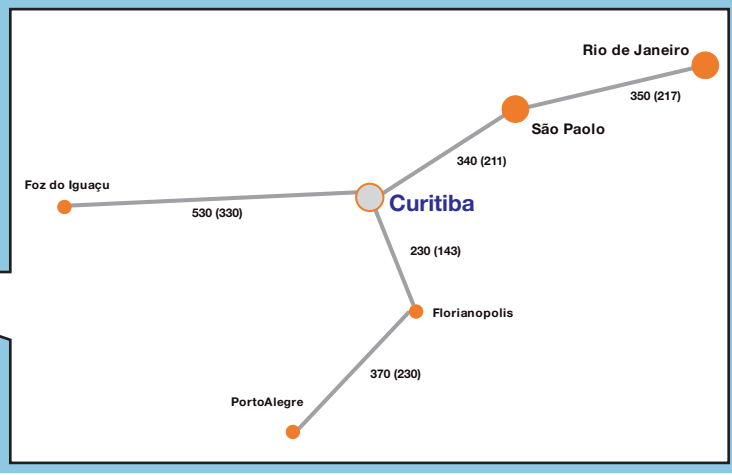 Rio de Janeiro
350 (217)
São Paolo
340 (211)
Foz do Iguaçu
530 (330)
Curitiba
230 (143)
Florianopolis
370 (230)
PortoAlegre